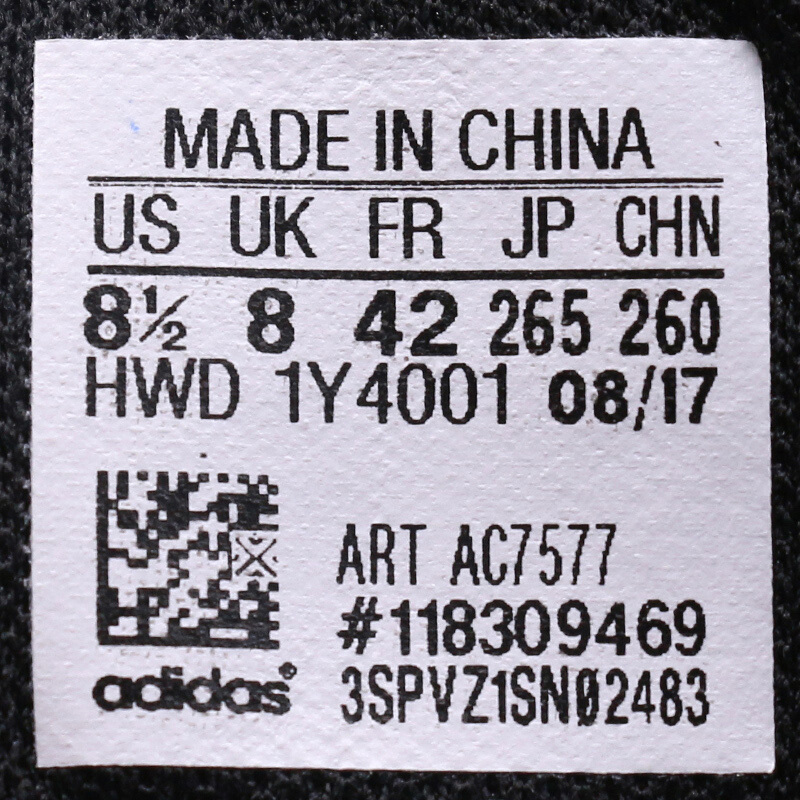 MADE IN CHINA
US UK FR JP CHN
8½ 8 42 265 260
HWD 1Y4001 08/17
ART AC7577
#118309469
adidas®
3SPVZ1SN02483